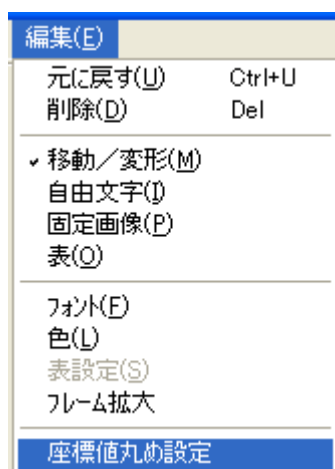 編集(E)
元に戻す(U) Ctrl+U
削除(D) Del
✓ 移動／変形(M)
自由文字(I)
固定画像(P)
表(O)
フォント(F)
色(L)
表設定(S)
フレーム拡大
座標値丸め設定